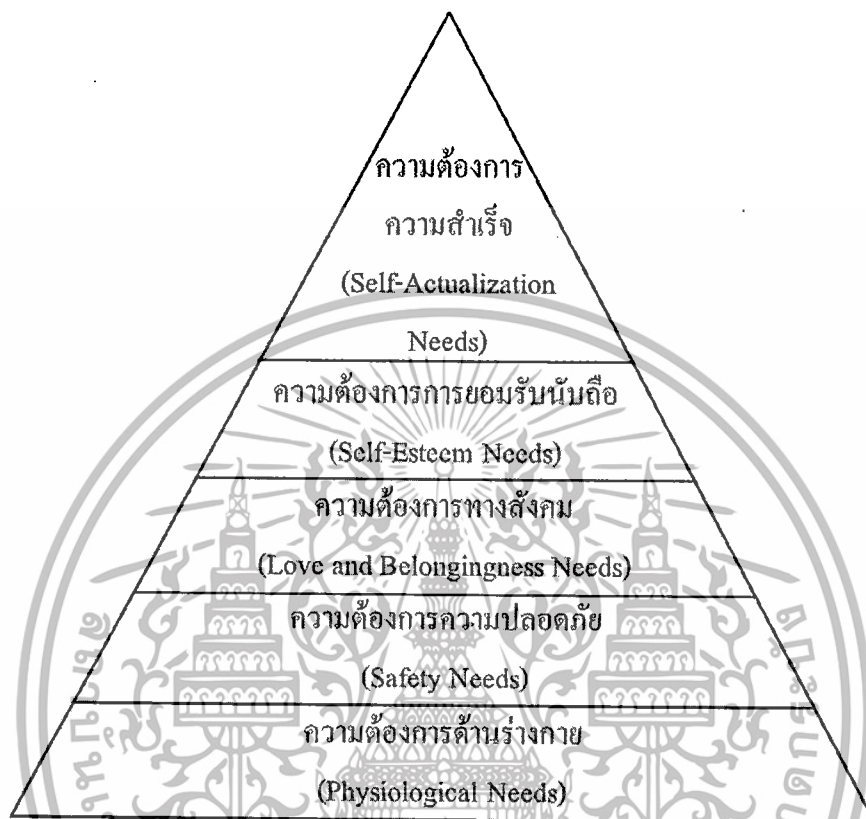 ความต้องการ
ความสำเร็จ
(Self-Actualization
Needs)
ความต้องการการยอมรับนับถือ
(Self-Esteem Needs)
ความต้องการทางสังคม
(Love and Belongingness Needs)
ความต้องการความปลอดภัย
(Safety Needs)
ความต้องการด้านร่างกาย
(Physiological Needs)